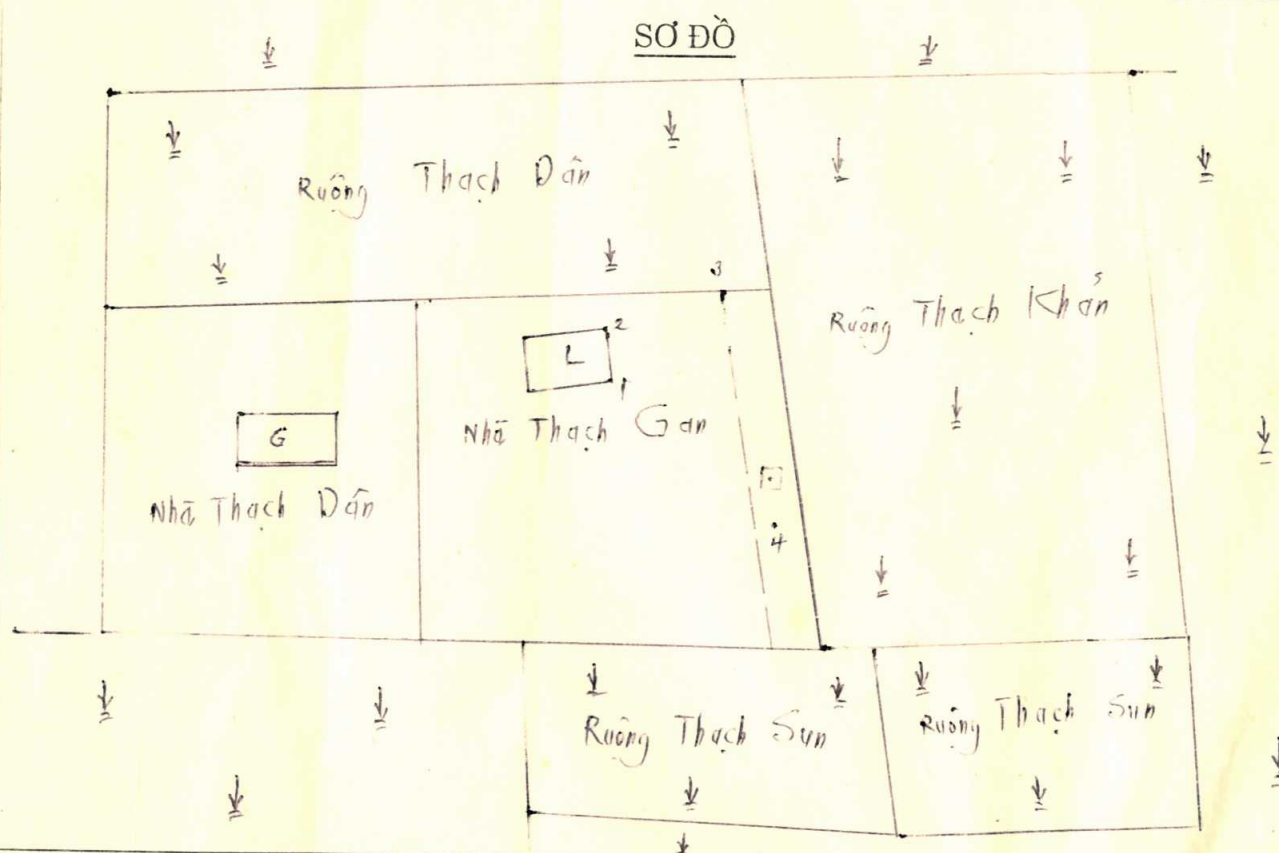 SƠ ĐỒ
Ruộng Thạch Dân
3
Ruộng Thạch Khẩn
2
L
1
Nhà Thạch Gan
G
Nhà Thạch Dân
4
Ruộng Thạch Sun
Ruộng Thạch Sun